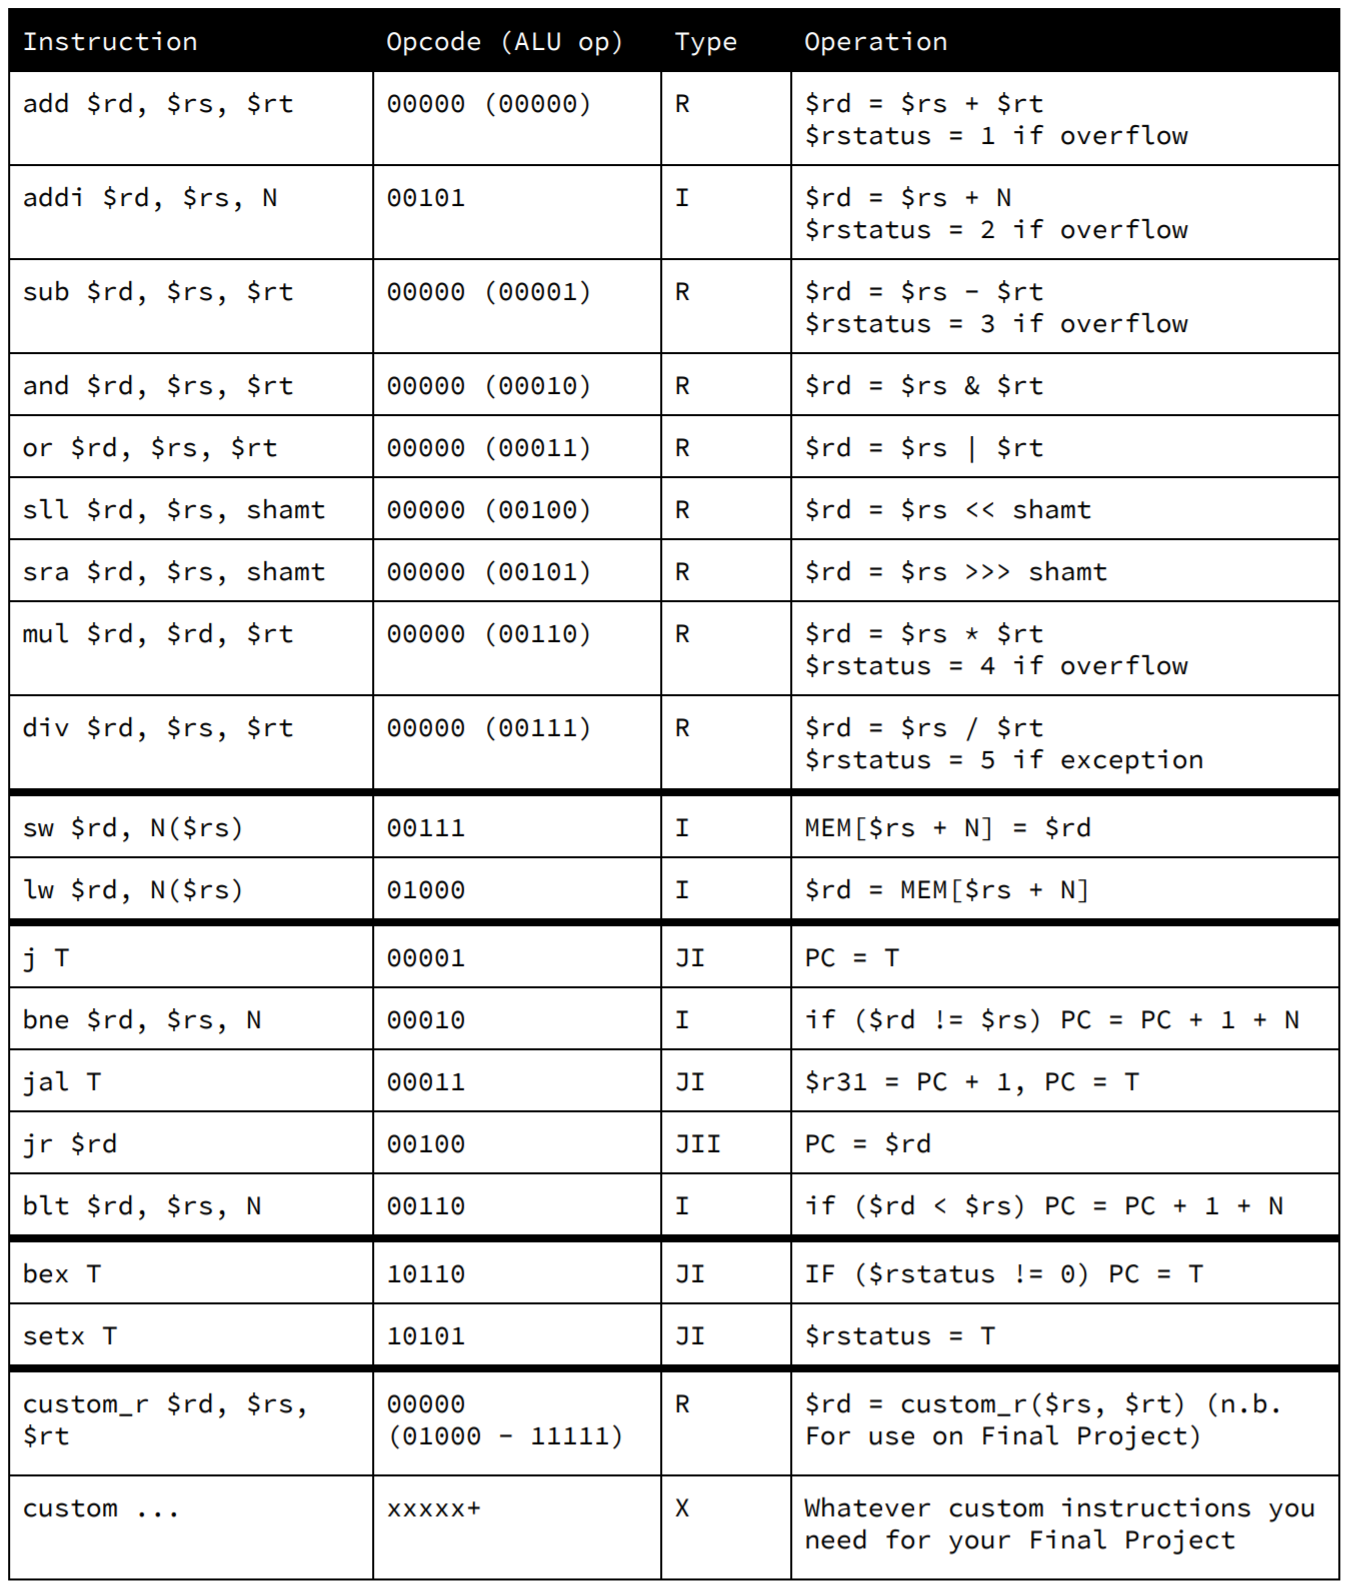 Instruction Opcode (ALU op) Type Operation
add $rd, $rs, $rt 00000 (00000) R $rd = $rs + $rt
$rstatus = 1 if overflow
addi $rd, $rs, N 00101 I $rd = $rs + N
$rstatus = 2 if overflow
sub $rd, $rs, $rt 00000 (00001) R $rd = $rs - $rt
$rstatus = 3 if overflow
and $rd, $rs, $rt 00000 (00010) R $rd = $rs & $rt
or $rd, $rs, $rt 00000 (00011) R $rd = $rs | $rt
sll $rd, $rs, shamt 00000 (00100) R $rd = $rs << shamt
sra $rd, $rs, shamt 00000 (00101) R $rd = $rs >>> shamt
mul $rd, $rd, $rt 00000 (00110) R $rd = $rs * $rt
$rstatus = 4 if overflow
div $rd, $rs, $rt 00000 (00111) R $rd = $rs / $rt
$rstatus = 5 if exception
sw $rd, N($rs) 00111 I MEM[$rs + N] = $rd
lw $rd, N($rs) 01000 I $rd = MEM[$rs + N]
j T 00001 JI PC = T
bne $rd, $rs, N 00010 I if ($rd != $rs) PC = PC + 1 + N
jal T 00011 JI $r31 = PC + 1, PC = T
jr $rd 00100 JII PC = $rd
blt $rd, $rs, N 00110 I if ($rd < $rs) PC = PC + 1 + N
bex T 10110 JI IF ($rstatus != 0) PC = T
setx T 10101 JI $rstatus = T
custom_r $rd, $rs, 00000 R $rd = custom_r($rs, $rt) (n.b.
$rt (01000 - 11111) For use on Final Project)
custom ... xxxxx+ X Whatever custom instructions you
need for your Final Project